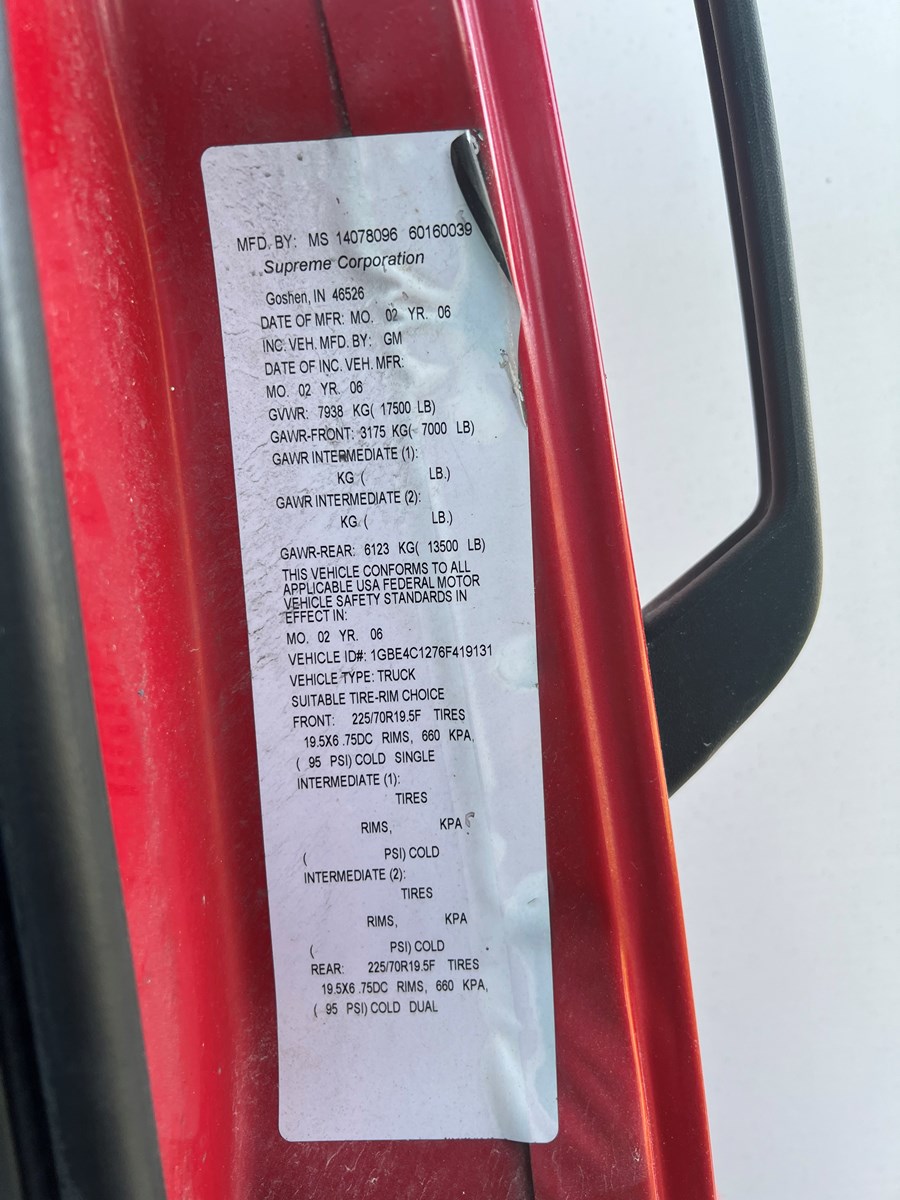 MFD. BY: MS 14078096 60160039
Supreme Corporation
Goshen, IN 46526
DATE OF MFR: MO. 02 YR. 06
INC. VEH. MFD. BY: GM
DATE OF INC. VEH. MFR:
MO. 02 YR. 06
GVWR: 7938 KG( 17500 LB)
GAWR-FRONT: 3175 KG( 7000 LB)
GAWR INTERMEDIATE (1):
KG ( LB.)
GAWR INTERMEDIATE (2):
KG ( LB.)
GAWR-REAR: 6123 KG( 13500 LB)
THIS VEHICLE CONFORMS TO ALL
APPLICABLE USA FEDERAL MOTOR
VEHICLE SAFETY STANDARDS IN
EFFECT IN:
MO. 02 YR. 06
VEHICLE ID#: 1GBE4C1276F419131
VEHICLE TYPE: TRUCK
SUITABLE TIRE-RIM CHOICE
FRONT: 225/70R19.5F TIRES
19.5X6 .75DC RIMS, 660 KPA,
( 95 PSI) COLD SINGLE
INTERMEDIATE (1):
TIRES
RIMS, KPA
( PSI) COLD
INTERMEDIATE (2):
TIRES
RIMS, KPA
( PSI) COLD
REAR: 225/70R19.5F TIRES
19.5X6 .75DC RIMS, 660 KPA,
( 95 PSI) COLD DUAL